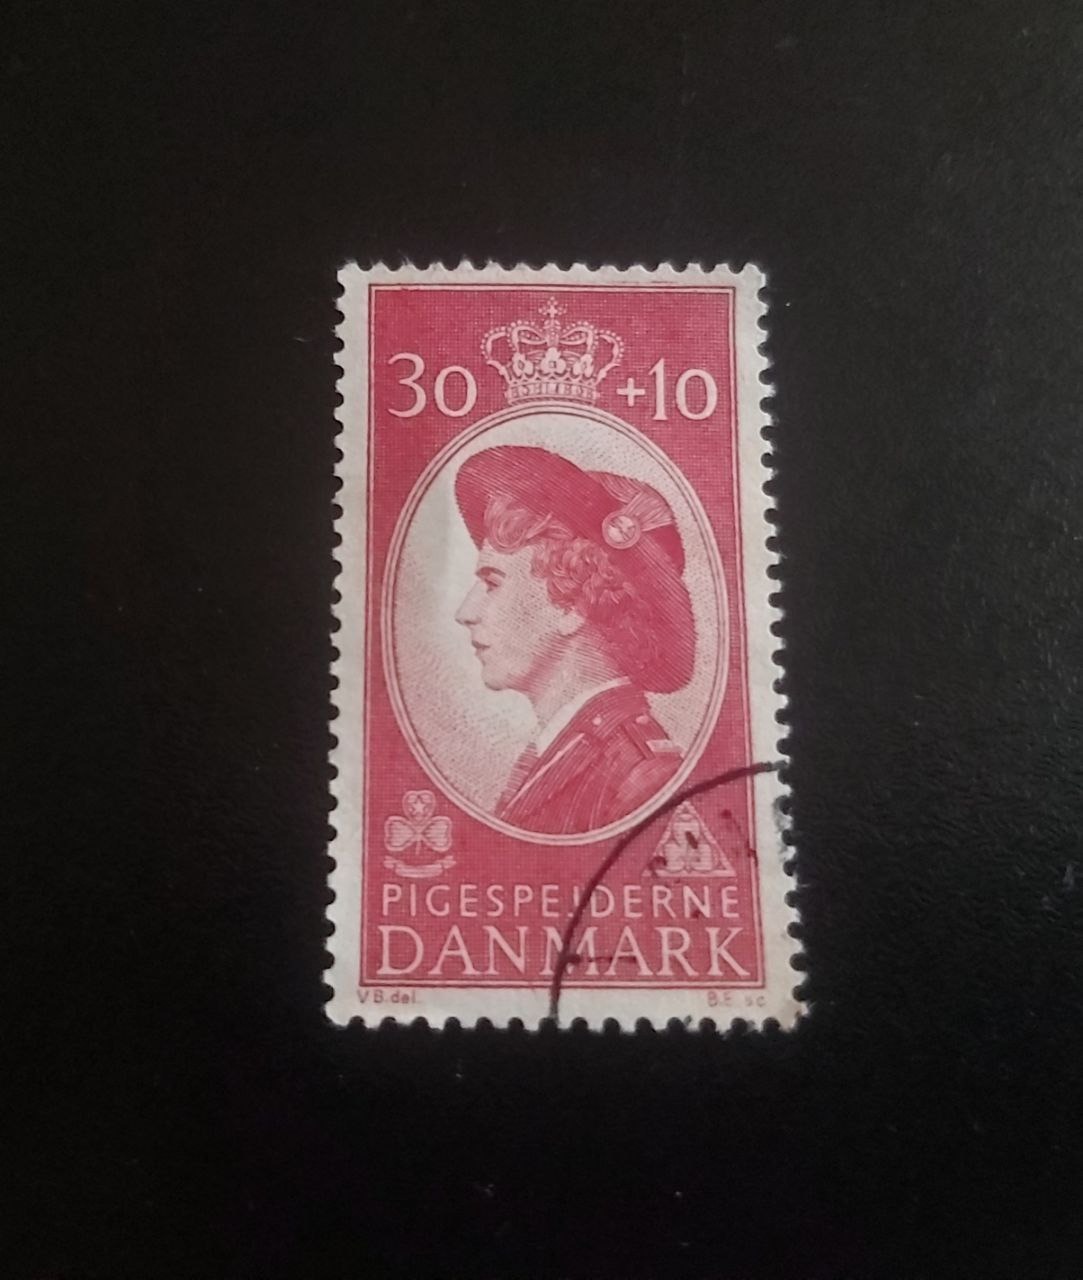 30 +10
PIGESPEJDERNE
DANMARK
V B. del. B.E sc